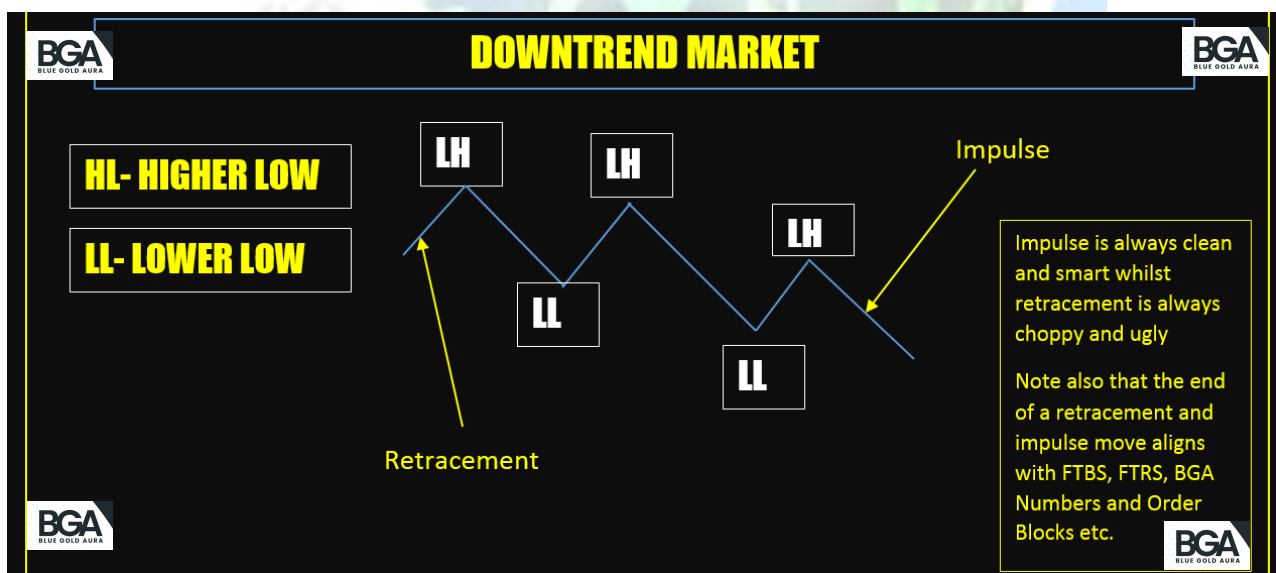 BGA
BLUE GOLD AURA
DOWNTREND MARKET
BGA
BLUE GOLD AURA
HL- HIGHER LOW
LL- LOWER LOW
LH
LH
LH
LL
LL
Impulse
Retracement
Impulse is always clean
and smart whilst
retracement is always
choppy and ugly
Note also that the end
of a retracement and
impulse move aligns
with FTBS, FTRS, BGA
Numbers and Order
Blocks etc.
BGA
BLUE GOLD AURA
BGA
BLUE GOLD AURA